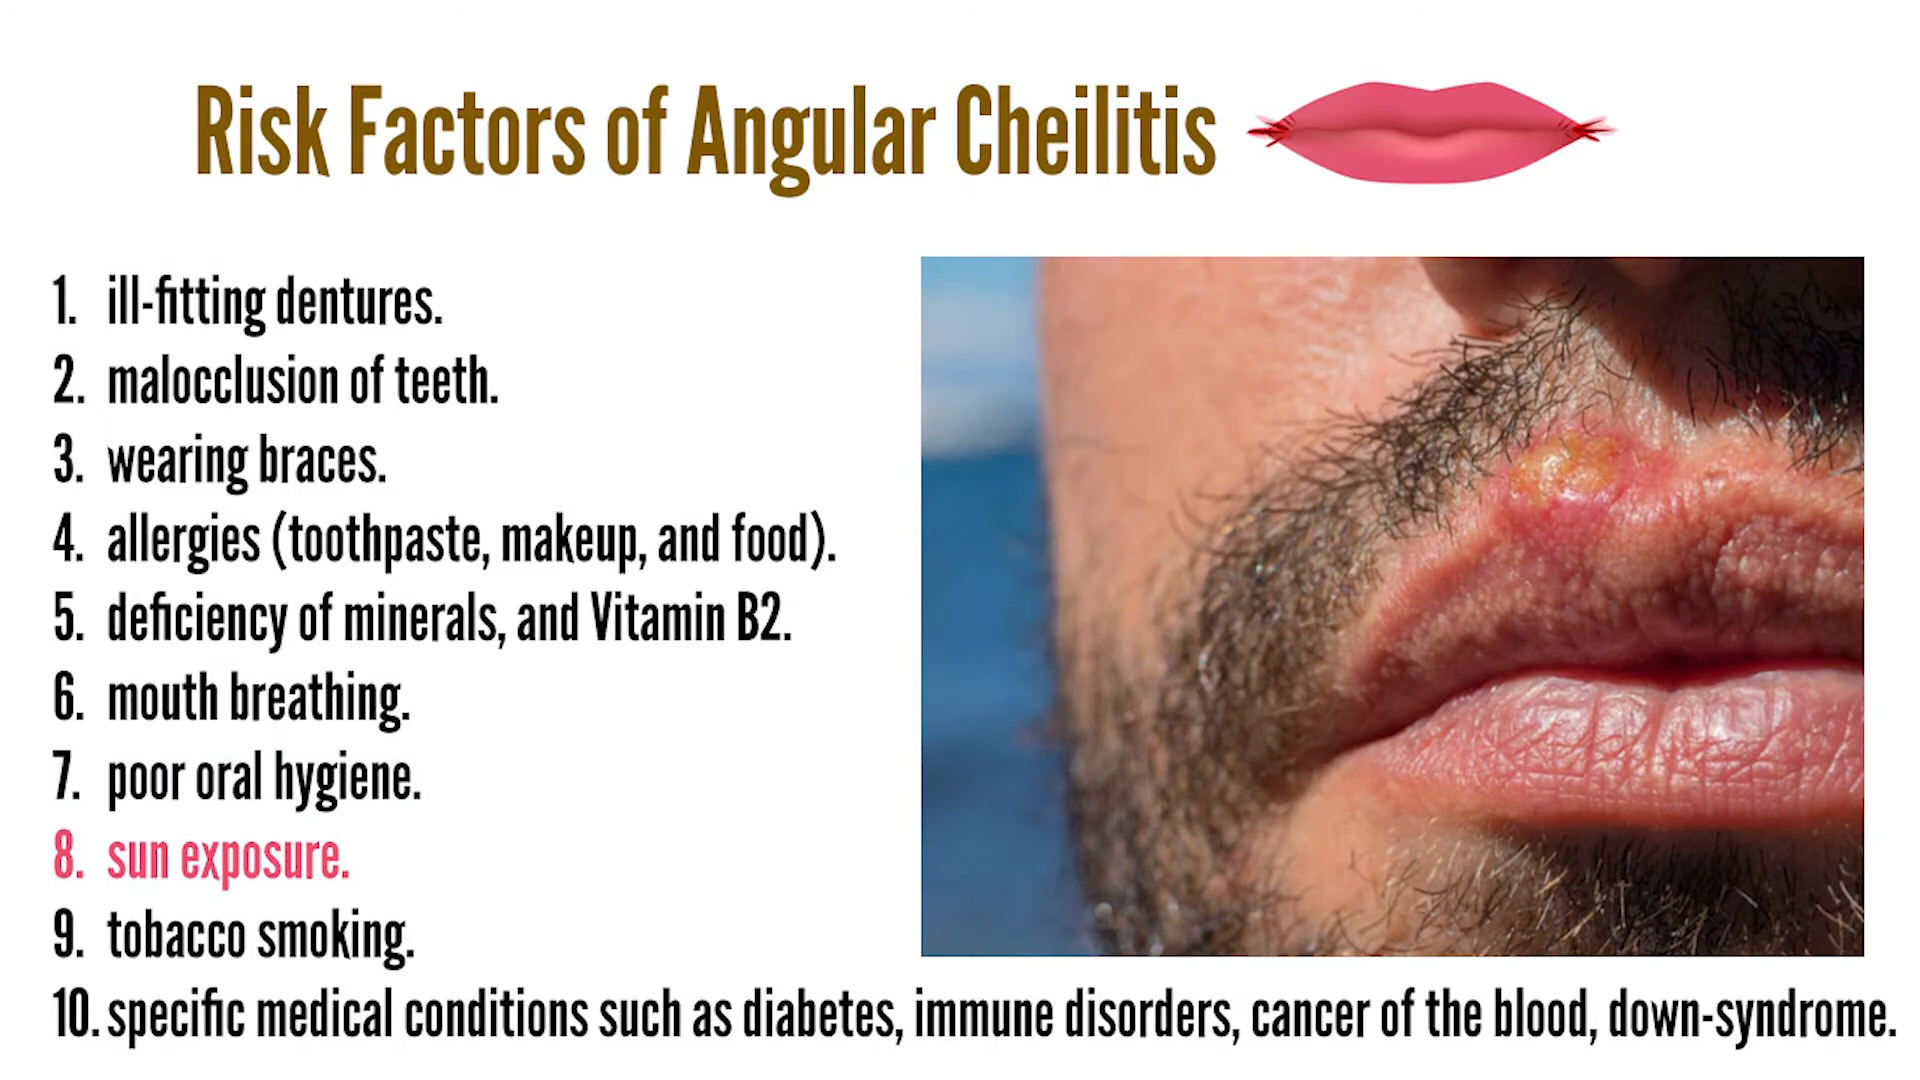 Risk Factors of Angular Cheilitis
1. ill-fitting dentures.
2. malocclusion of teeth.
3. wearing braces.
4. allergies (toothpaste, makeup, and food).
5. deficiency of minerals, and Vitamin B2.
6. mouth breathing.
7. poor oral hygiene.
8. sun exposure.
9. tobacco smoking.
10. specific medical conditions such as diabetes, immune disorders, cancer of the blood, down-syndrome.